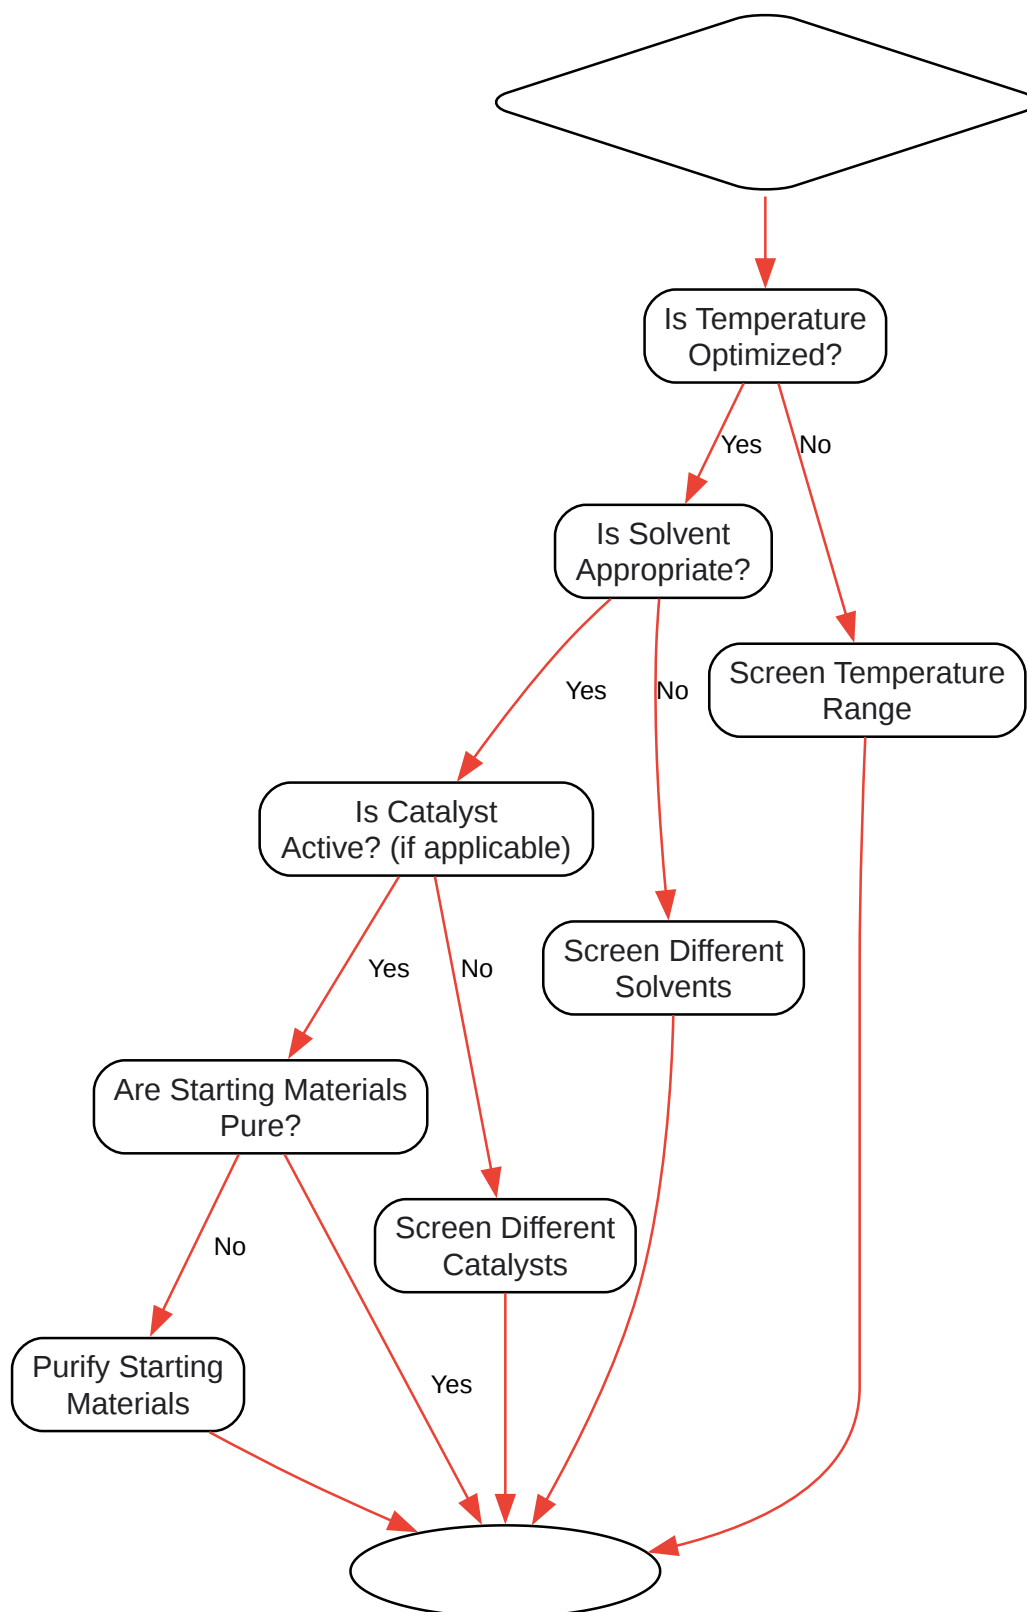 Is Temperature
Optimized?
Yes
No
Is Solvent
Appropriate?
Screen Temperature
Range
Yes
No
Is Catalyst
Active? (if applicable)
Screen Different
Solvents
Yes
No
Are Starting Materials
Pure?
Screen Different
Catalysts
No
Purify Starting
Materials
Yes